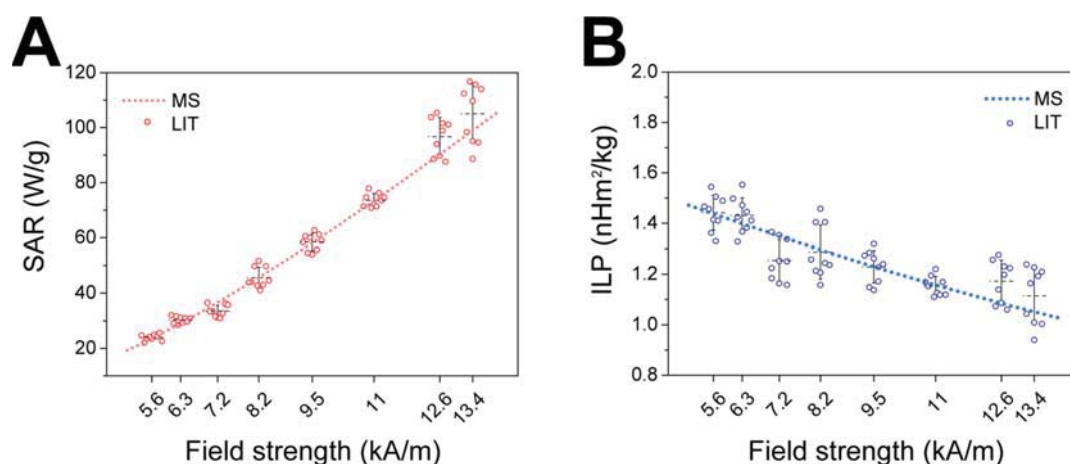 A
120
100
80
60
40
20
SAR (W/g)
MS
LIT
5.6
6.3
7.2
8.2
9.5
11
12.6
13.4
Field strength (kA/m)
B
2.0
1.8
1.6
1.4
1.2
1.0
0.8
ILP (nHm²/kg)
MS
LIT
5.6
6.3
7.2
8.2
9.5
11
12.6
13.4
Field strength (kA/m)